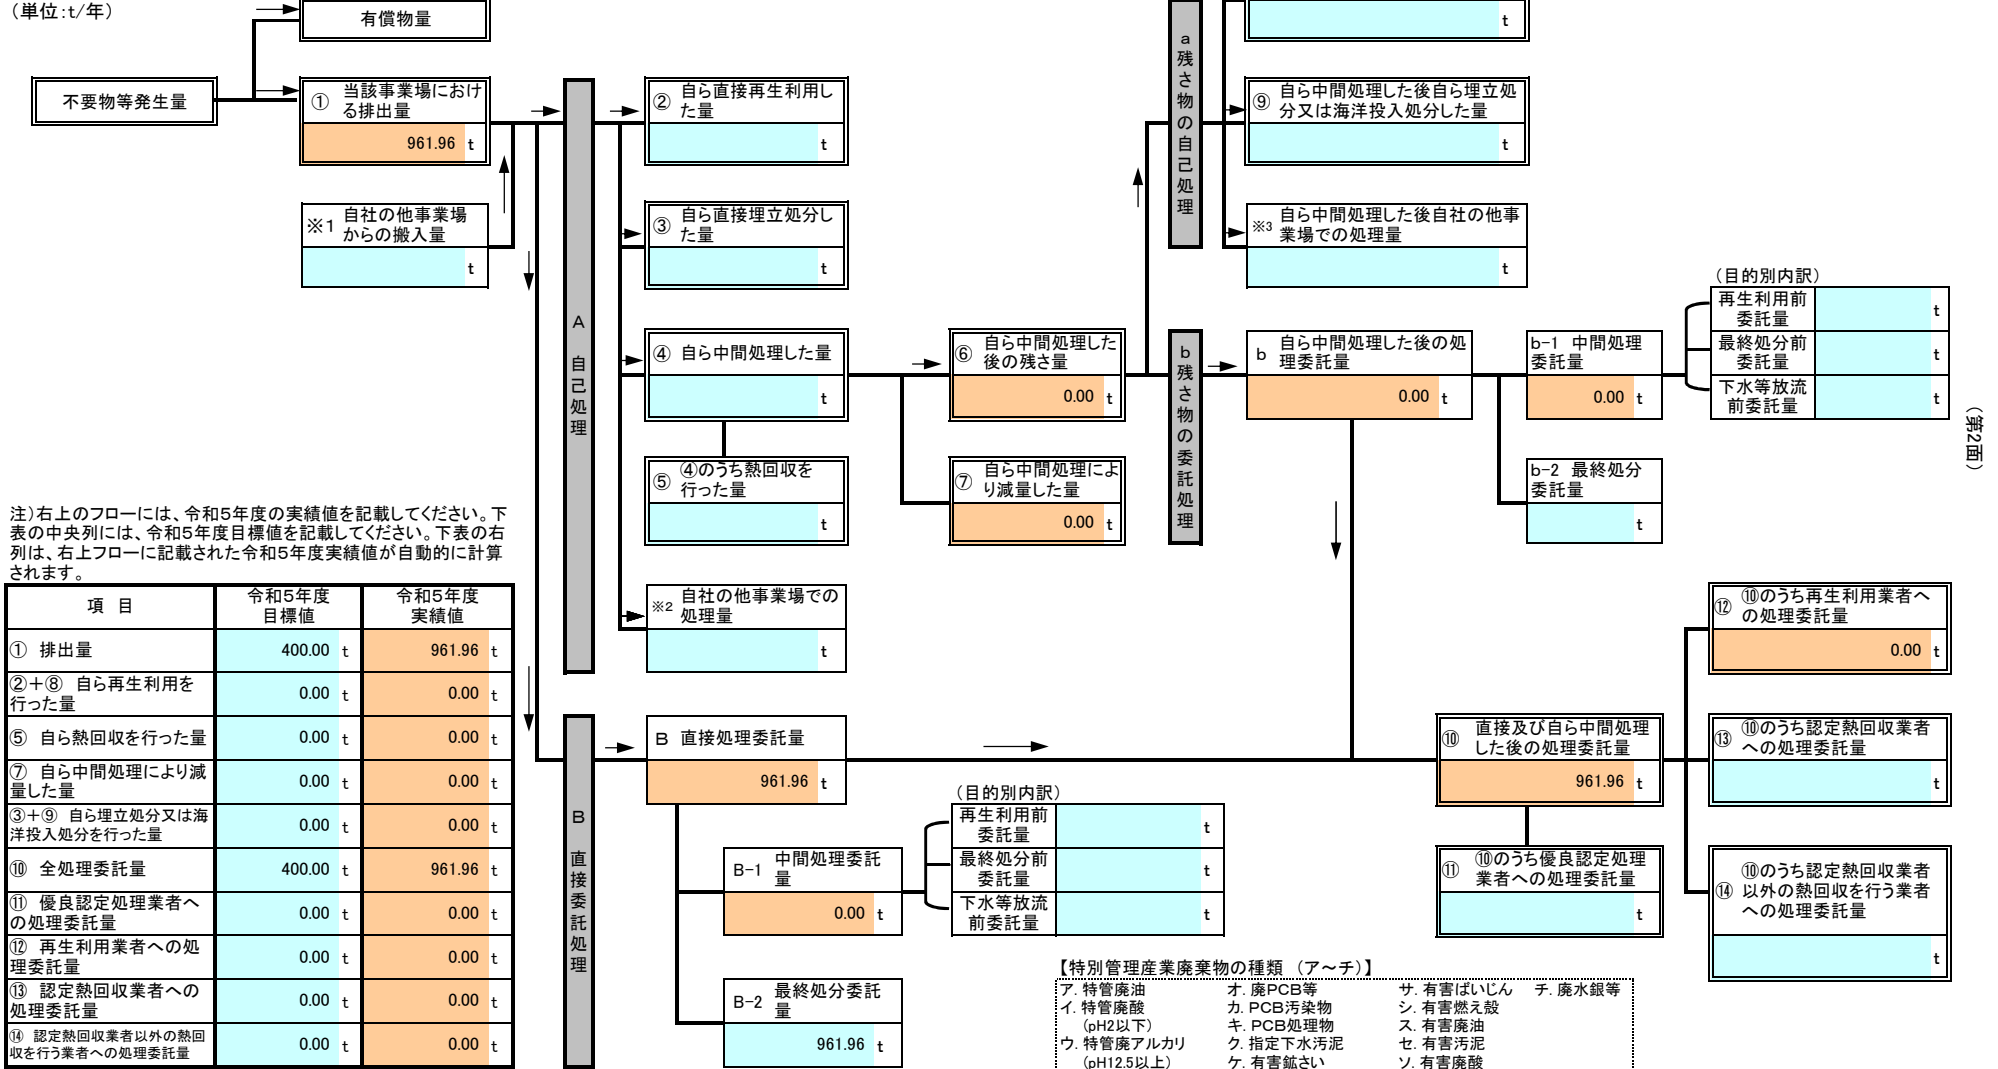 （単位：t/年）
有償物量
不要物等発生量
① 当該事業場におけ
る排出量
961.96 t
※1 自社の他事業場
からの搬入量
t
A 自己処理
② 自ら直接再生利用し
た量
t
③ 自ら直接埋立処分し
た量
t
④ 自ら中間処理した量
t
⑤ ④のうち熱回収を
行った量
t
※2 自社の他事業場での
処理量
t
⑥ 自ら中間処理した
後の残さ量
0.00 t
⑦ 自ら中間処理によ
り減量した量
0.00 t
a 残さ物の自己処理
t
⑨ 自ら中間処理した後自ら埋立処
分又は海洋投入処分した量
t
※3 自ら中間処理した後自社の他事
業場での処理量
t
b 残さ物の委託処理
b 自ら中間処理した後の処
理委託量
0.00 t
b-1 中間処理
委託量
0.00 t
b-2 最終処分
委託量
t
（目的別内訳）
再生利用前
委託量
t
最終処分前
委託量
t
下水等放流
前委託量
t
（第2面）
注）右上のフローには、令和5年度の実績値を記載してください。下
表の中央列には、令和5年度目標値を記載してください。下表の右
列は、右上フローに記載された令和5年度実績値が自動的に計算
されます。
項 目 令和5年度
目標値 令和5年度
実績値
① 排出量 400.00 t 961.96 t
②＋⑧ 自ら再生利用を
行った量 0.00 t 0.00 t
⑤ 自ら熱回収を行った量 0.00 t 0.00 t
⑦ 自ら中間処理により減
量した量 0.00 t 0.00 t
③＋⑨ 自ら埋立処分又は海
洋投入処分を行った量 0.00 t 0.00 t
⑩ 全処理委託量 400.00 t 961.96 t
⑪ 優良認定処理業者へ
の処理委託量 0.00 t 0.00 t
⑫ 再生利用業者への処
理委託量 0.00 t 0.00 t
⑬ 認定熱回収業者への
処理委託量 0.00 t 0.00 t
⑭ 認定熱回収業者以外の熱回
収を行う業者への処理委託量 0.00 t 0.00 t
B 直接委託処理
B 直接処理委託量
961.96 t
B-1 中間処理委託
量
0.00 t
B-2 最終処分委託
量
961.96 t
（目的別内訳）
再生利用前
委託量
t
最終処分前
委託量
t
下水等放流
前委託量
t
⑩ 直接及び自ら中間処理
した後の処理委託量
961.96 t
⑪ ⑩のうち優良認定処理
業者への処理委託量
t
⑫ ⑩のうち再生利用業者へ
の処理委託量
0.00 t
⑬ ⑩のうち認定熱回収業者
への処理委託量
t
⑭ ⑩のうち認定熱回収業者
以外の熱回収を行う業者
への処理委託量
t
【特別管理産業廃棄物の種類 （ア～チ）】
ア. 特管廃油 オ. 廃PCB等 サ. 有害ばいじん チ. 廃水銀等
イ. 特管廃酸 カ. PCB汚染物 シ. 有害燃え殻
（pH2以下） キ. PCB処理物 ス. 有害廃油
ウ. 特管廃アルカリ ク. 指定下水汚泥 セ. 有害汚泥
（pH12.5以上） ケ. 有害鉱さい ソ. 有害廃酸